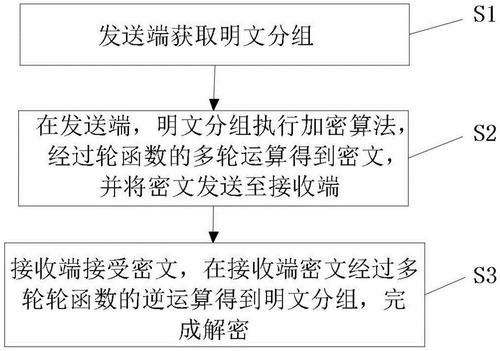 发送端获取明文分组
S1
在发送端，明文分组执行加密算法，
经过轮函数的多轮运算得到密文，
并将密文发送至接收端
S2
接收端接受密文，在接收端密文经过多
轮轮函数的逆运算得到明文分组，完
成解密
S3